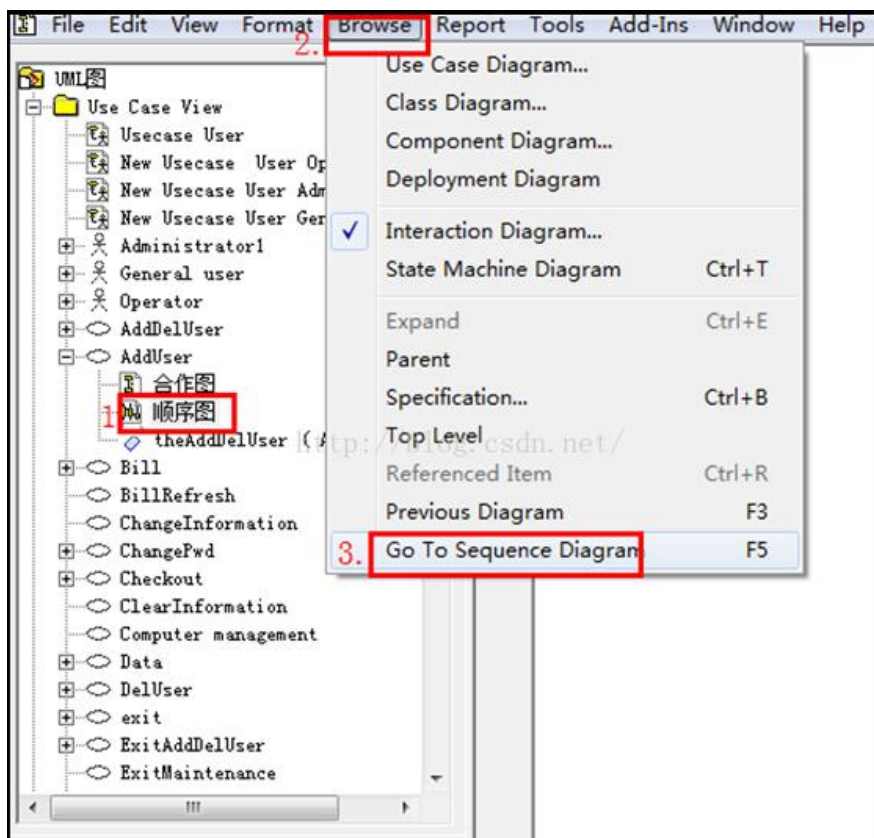 File Edit View Format Browse Report Tools Add-Ins Window Help
2.
UML图
Use Case View
Usecase User
New Usecase User Op
New Usecase User Adm
New Usecase User Ger
Administrator1
General user
Operator
AddDelUser
AddUser
合作图
1
顺序图
theAddDelUser (A
Bill
BillRefresh
ChangeInformation
ChangePwd
Checkout
ClearInformation
Computer management
Data
DelUser
exit
ExitAddDelUser
ExitMaintenance
Use Case Diagram...
Class Diagram...
Component Diagram...
Deployment Diagram
Interaction Diagram...
State Machine Diagram Ctrl+T
Expand Ctrl+E
Parent
Specification... Ctrl+B
Top Level
Referenced Item Ctrl+R
Previous Diagram F3
3. Go To Sequence Diagram F5
http://blog.csdn.net/